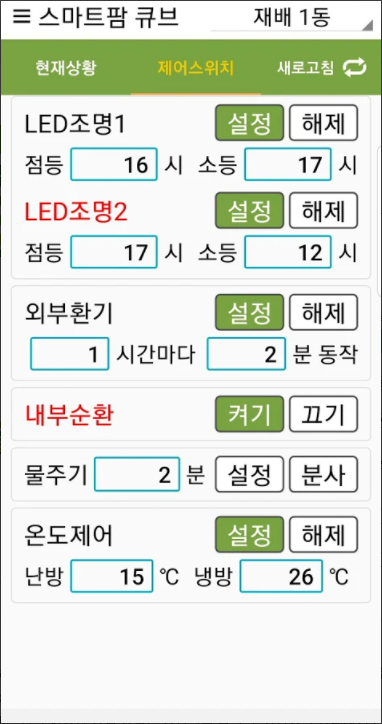 ≡ 스마트팜 큐브 재배 1동
현재상황 제어스위치 새로고침
LED조명1 설정 해제
점등 16 시 소등 17 시
LED조명2 설정 해제
점등 17 시 소등 12 시
외부환기 설정 해제
1 시간마다 2 분 동작
내부순환 켜기 끄기
물주기 2 분 설정 분사
온도제어 설정 해제
난방 15 ℃ 냉방 26 ℃